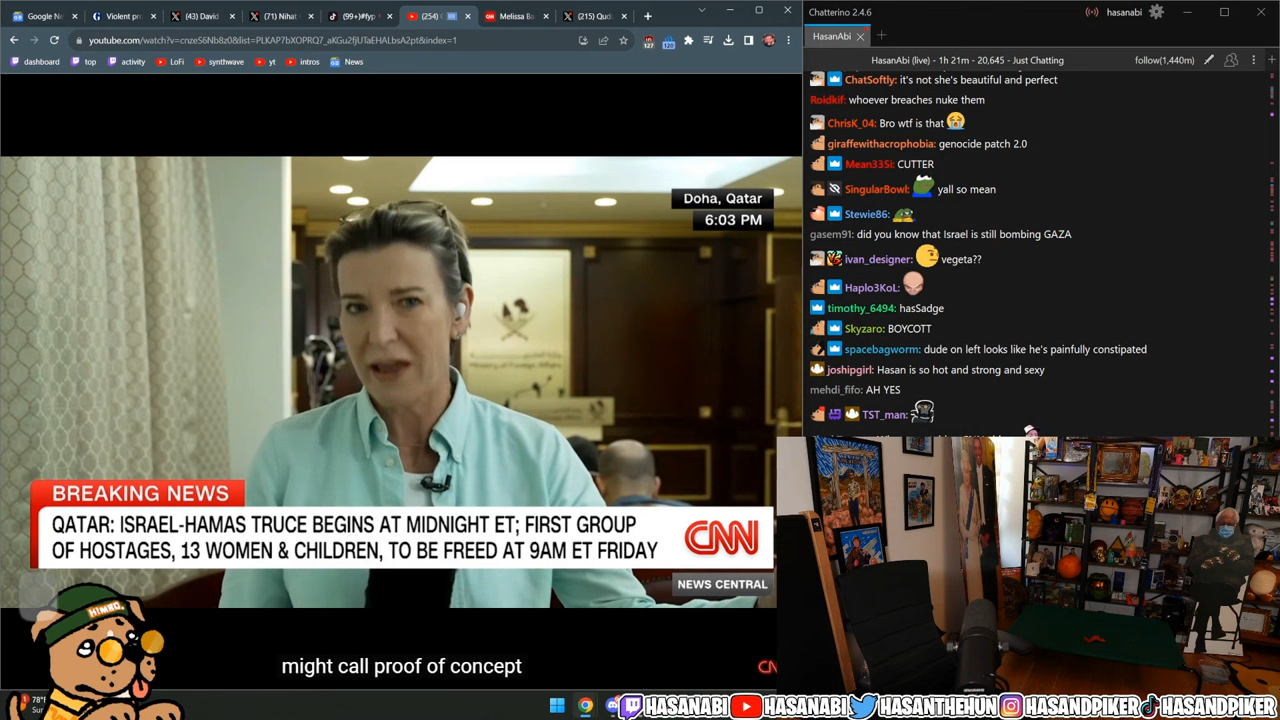 Google Ne
Violent pr
(43) David
(71) Nihat
(99+)#fyp
(254)
Melissa Ba
(215) Quds
youtube.com/watch?v=cnzeS6Nb8z0&list=PLKAP7bXOPRQ7_aKGu2fjUTaEHALbsA2pt&index=1
127
120
dashboard
top
activity
LoFi
synthwave
yt
intros
News
Doha, Qatar
6:03 PM
BREAKING NEWS
QATAR: ISRAEL-HAMAS TRUCE BEGINS AT MIDNIGHT ET; FIRST GROUP
OF HOSTAGES, 13 WOMEN & CHILDREN, TO BE FREED AT 9AM ET FRIDAY
CNN
NEWS CENTRAL
might call proof of concept
HIMBO.
78°F
Chatterino 2.4.6
hasanabi
HasanAbi
HasanAbi (live) - 1h 21m - 20,645 - Just Chatting
follow(1,440m)
ChatSoftly: it's not she's beautiful and perfect
Roidkif: whoever breaches nuke them
ChrisK_04: Bro wtf is that
giraffewithacrophobia: genocide patch 2.0
Mean335i: CUTTER
SingularBowl: yall so mean
Stewie86:
gasem91: did you know that Israel is still bombing GAZA
ivan_designer: vegeta??
Haplo3KoL:
timothy_6494: hasSadge
Skyzaro: BOYCOTT
spacebagworm: dude on left looks like he's painfully constipated
joshipgirl: Hasan is so hot and strong and sexy
mehdi_fifo: AH YES
TST_man:
HASANABI
HASANABI
HASANTHEHUN
HASANDPIKER
HASANDPIKER